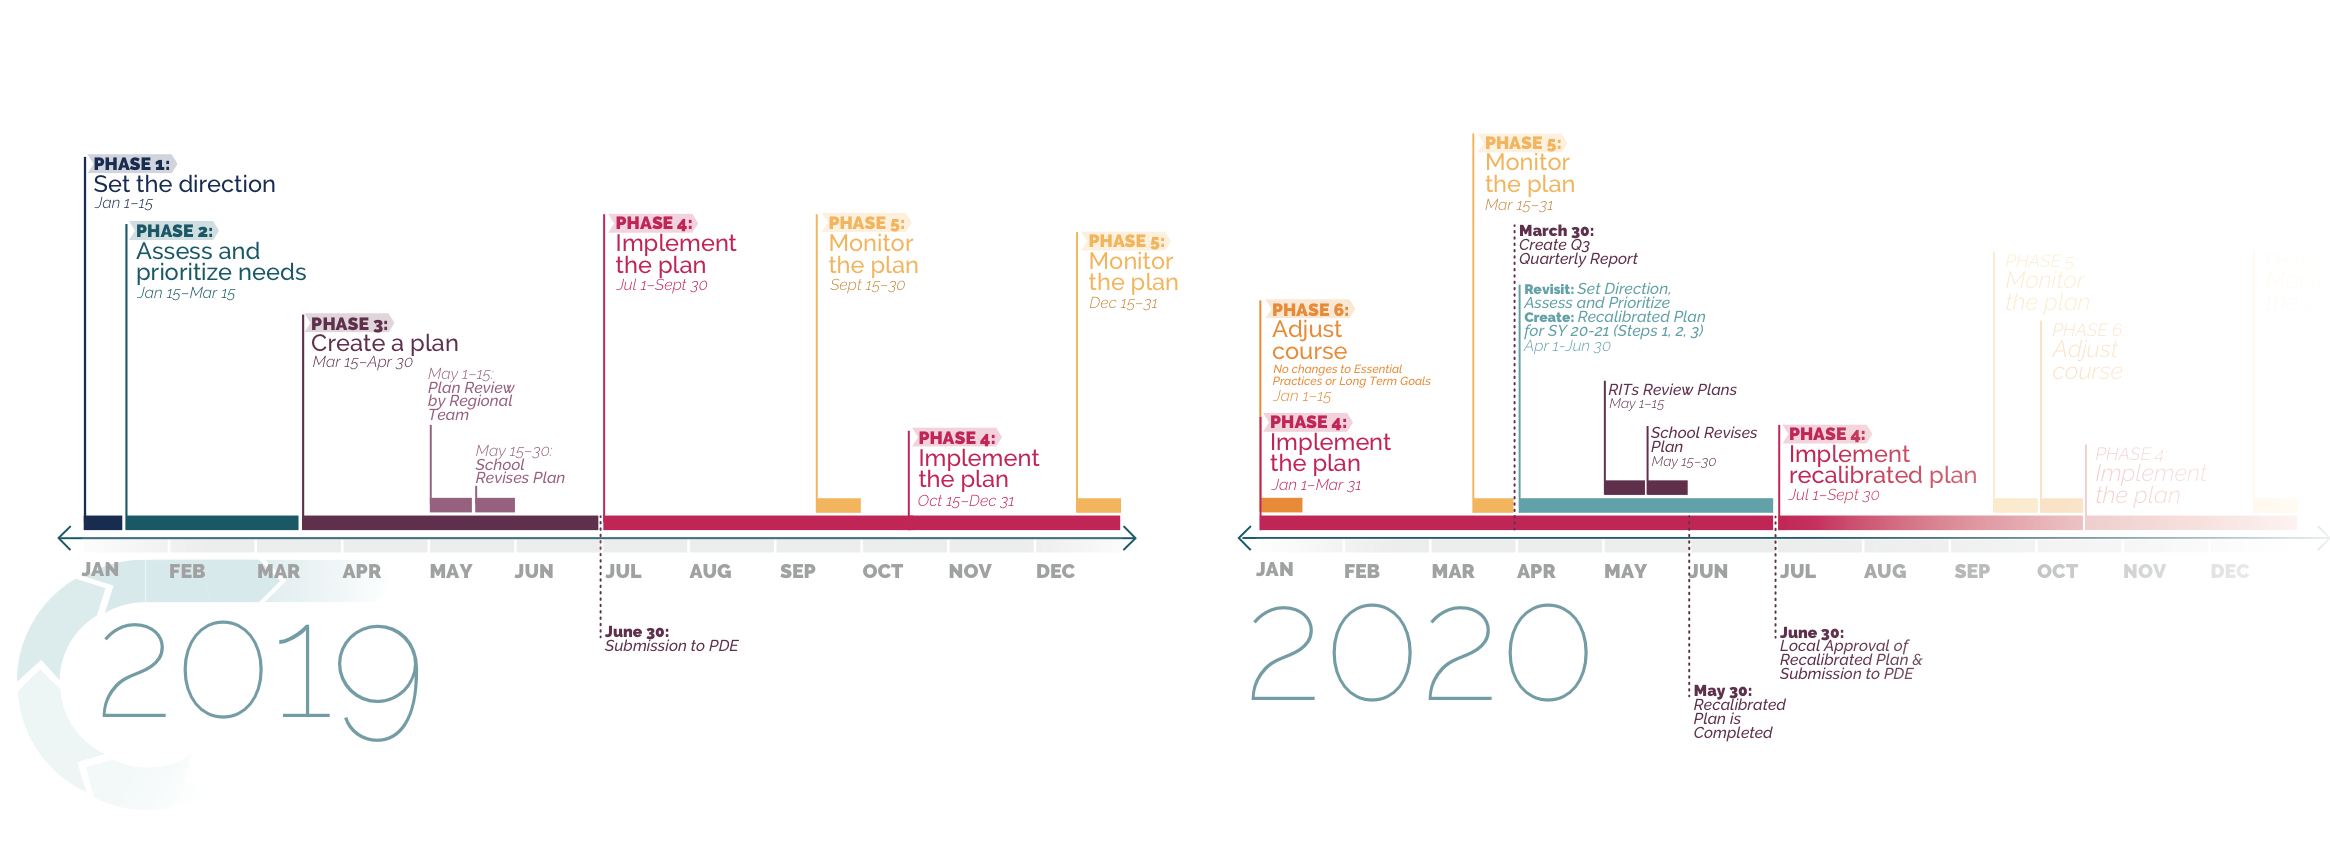 PHASE 1:
Set the direction
Jan 1–15
PHASE 2:
Assess and
prioritize needs
Jan 15–Mar 15
PHASE 3:
Create a plan
Mar 15–Apr 30
May 1–15:
Plan Review
by Regional
Team
May 15–30:
School
Revises Plan
PHASE 4:
Implement
the plan
Jul 1–Sept 30
PHASE 5:
Monitor
the plan
Sept 15–30
PHASE 4:
Implement
the plan
Oct 15–Dec 31
PHASE 5:
Monitor
the plan
Dec 15–31
JAN
FEB
MAR
APR
MAY
JUN
JUL
AUG
SEP
OCT
NOV
DEC
2019
June 30:
Submission to PDE
PHASE 6:
Adjust
course
No changes to Essential
Practices or Long Term Goals
Jan 1–15
PHASE 4:
Implement
the plan
Jan 1–Mar 31
PHASE 5:
Monitor
the plan
Mar 15–31
March 30:
Create Q3
Quarterly Report
Revisit: Set Direction,
Assess and Prioritize
Create: Recalibrated Plan
for SY 20-21 (Steps 1, 2, 3)
Apr 1-Jun 30
RITs Review Plans
May 1–15
School Revises
Plan
May 15–30
PHASE 4:
Implement
recalibrated plan
Jul 1–Sept 30
PHASE 5:
Monitor
the plan
PHASE 6:
Adjust
course
PHASE 4:
Implement
the plan
JAN
FEB
MAR
APR
MAY
JUN
JUL
AUG
SEP
OCT
NOV
DEC
2020
June 30:
Local Approval of
Recalibrated Plan &
Submission to PDE
May 30:
Recalibrated
Plan is
Completed